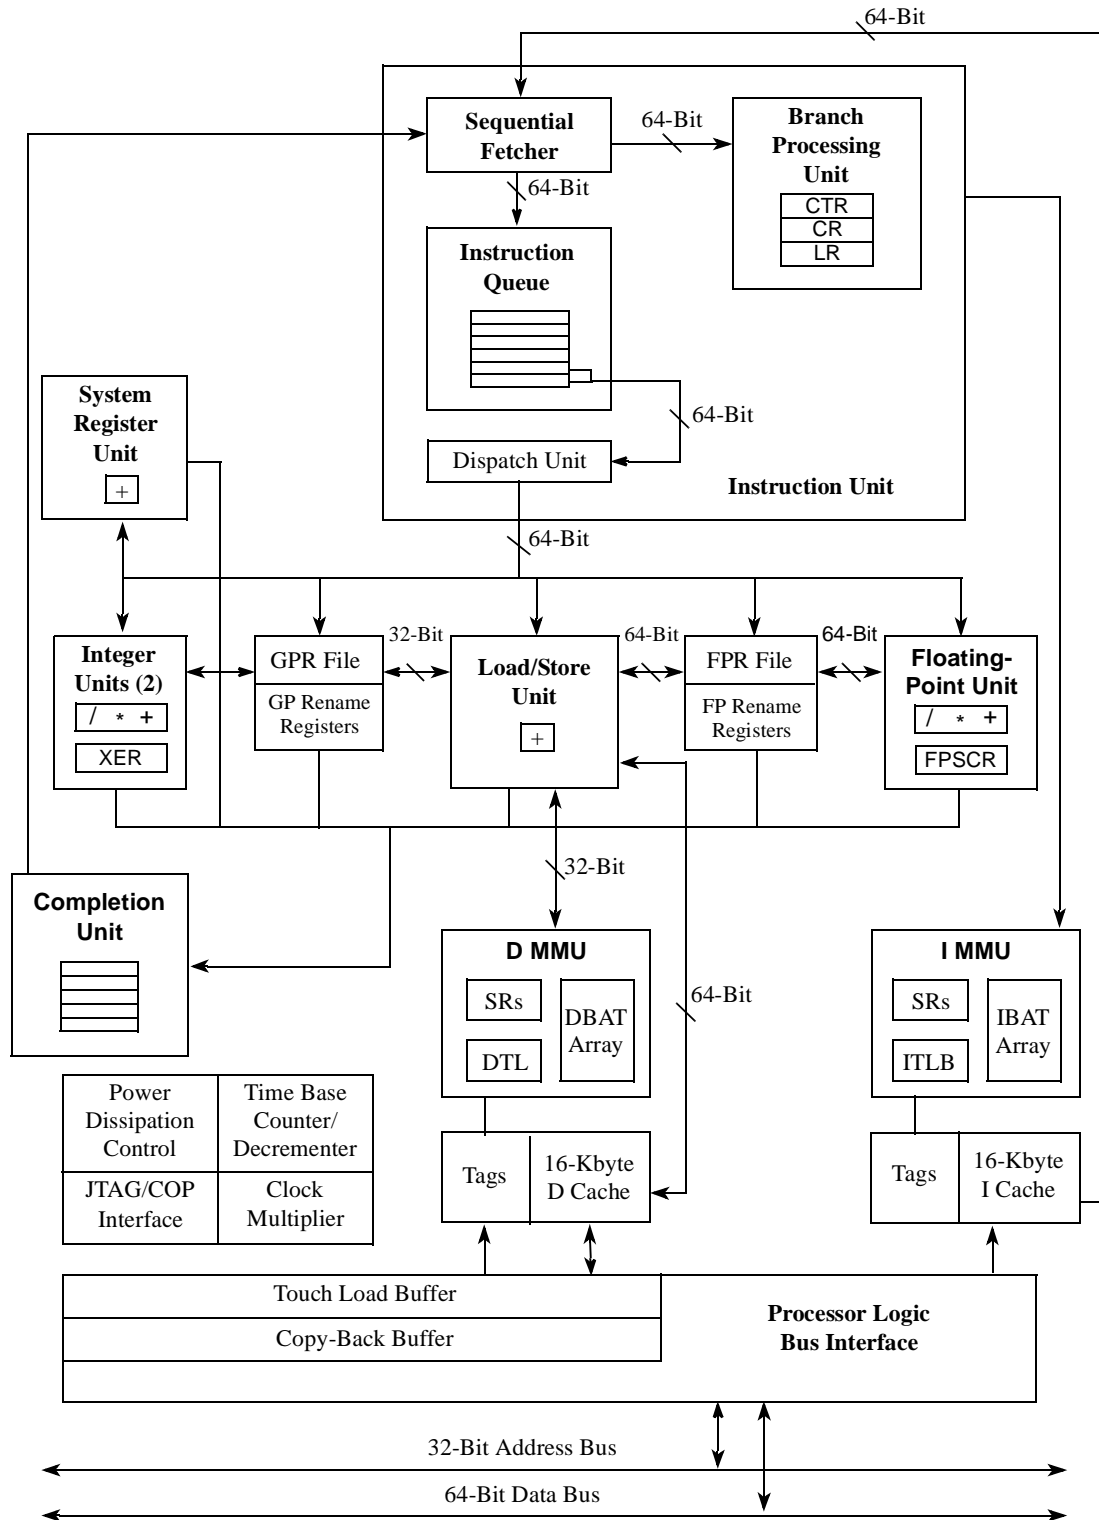 64-Bit
Sequential
Fetcher
64-Bit
Branch
Processing
Unit
CTR
CR
LR
64-Bit
Instruction
Queue
System
Register
Unit
+
64-Bit
Dispatch Unit
Instruction Unit
64-Bit
Integer
Units (2)
/ * +
XER
GPR File
GP Rename
Registers
32-Bit
Load/Store
Unit
+
64-Bit
FPR File
FP Rename
Registers
64-Bit
Floating-
Point Unit
/ * +
FPSCR
32-Bit
Completion
Unit
D MMU
SRs
DBAT
Array
DTL
64-Bit
I MMU
SRs
IBAT
Array
ITLB
Power
Dissipation
Control
Time Base
Counter/
Decrementer
JTAG/COP
Interface
Clock
Multiplier
Tags
16-Kbyte
D Cache
Tags
16-Kbyte
I Cache
Touch Load Buffer
Copy-Back Buffer
Processor Logic
Bus Interface
32-Bit Address Bus
64-Bit Data Bus